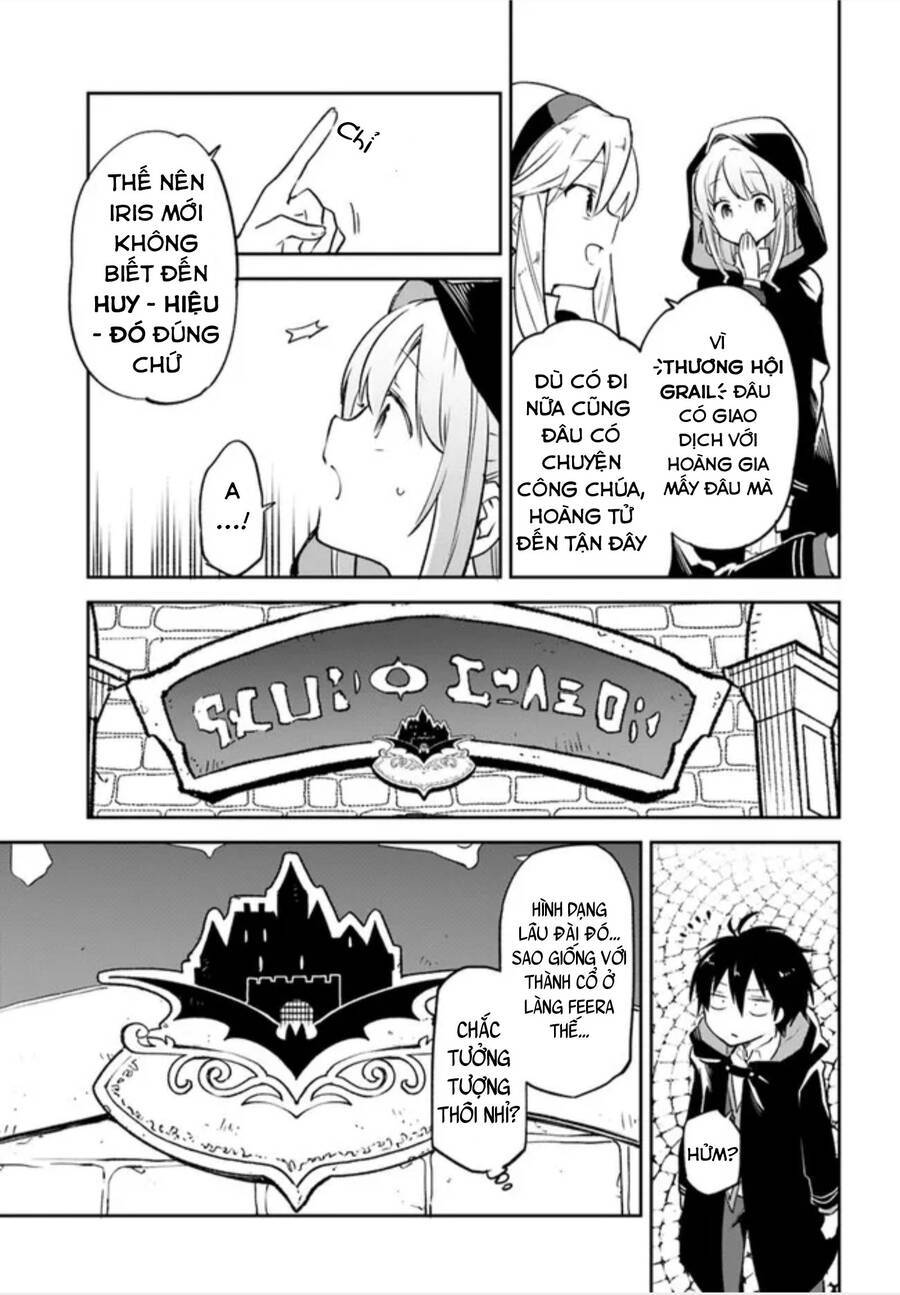 VÌ
THƯƠNG HỘI
GRAIL ĐÂU
CÓ GIAO
DỊCH VỚI
HOÀNG GIA
MẤY ĐÂU MÀ
DÙ CÓ ĐI
NỮA CŨNG
ĐÂU CÓ
CHUYỆN
CÔNG CHÚA,
HOÀNG TỬ
ĐẾN TẬN ĐÂY
Chỉ
THẾ NÊN
IRIS MỚI
KHÔNG
BIẾT ĐẾN
HUY - HIỆU
- ĐÓ ĐÚNG
CHỨ
A
...!
HỬM?
HÌNH DẠNG
LÂU ĐÀI ĐÓ...
SAO GIỐNG VỚI
THÀNH CỔ Ở
LÀNG FEERA
THẾ...
CHẮC
TƯỞNG
TƯỢNG
THÔI NHỈ?